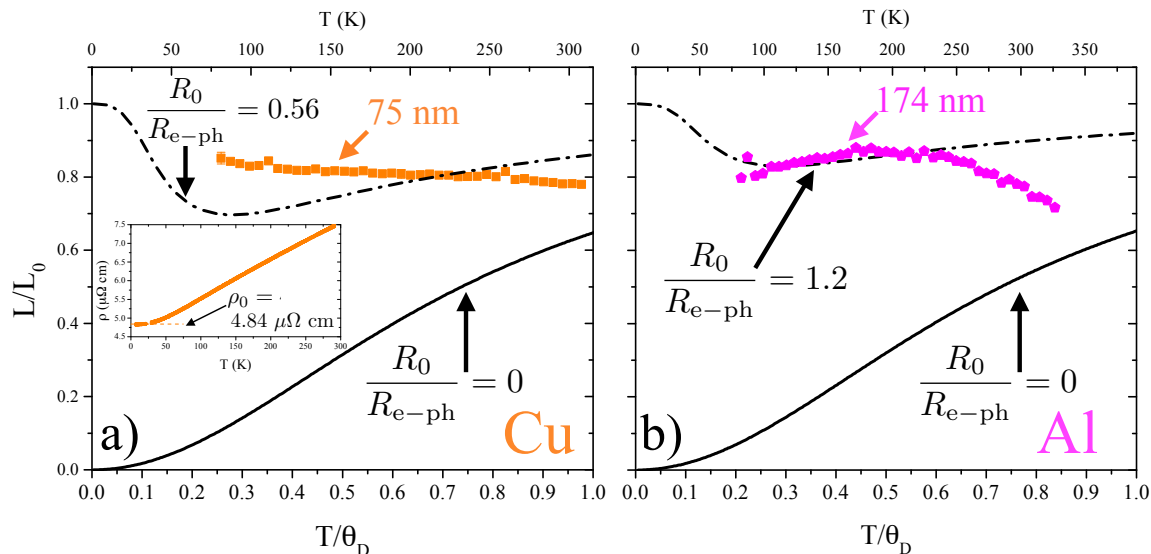 T (K)
0 50 100 150 200 250 300
L/L₀
1.0
0.8
0.6
0.4
0.2
0.0
R₀/Rₑ₋ₚₕ = 0.56
75 nm
7.5
7.0
6.5
6.0
5.5
5.0
4.5
ρ (μΩ cm)
ρ₀ =
4.84 μΩ cm
0 50 100 150 200 250 300
T (K)
R₀/Rₑ₋ₚₕ = 0
a)
Cu
0.0 0.1 0.2 0.3 0.4 0.5 0.6 0.7 0.8 0.9 1.0
T/θ_D
T (K)
0 50 100 150 200 250 300 350
174 nm
R₀/Rₑ₋ₚₕ = 1.2
R₀/Rₑ₋ₚₕ = 0
b)
Al
0.0 0.1 0.2 0.3 0.4 0.5 0.6 0.7 0.8 0.9 1.0
T/θ_D